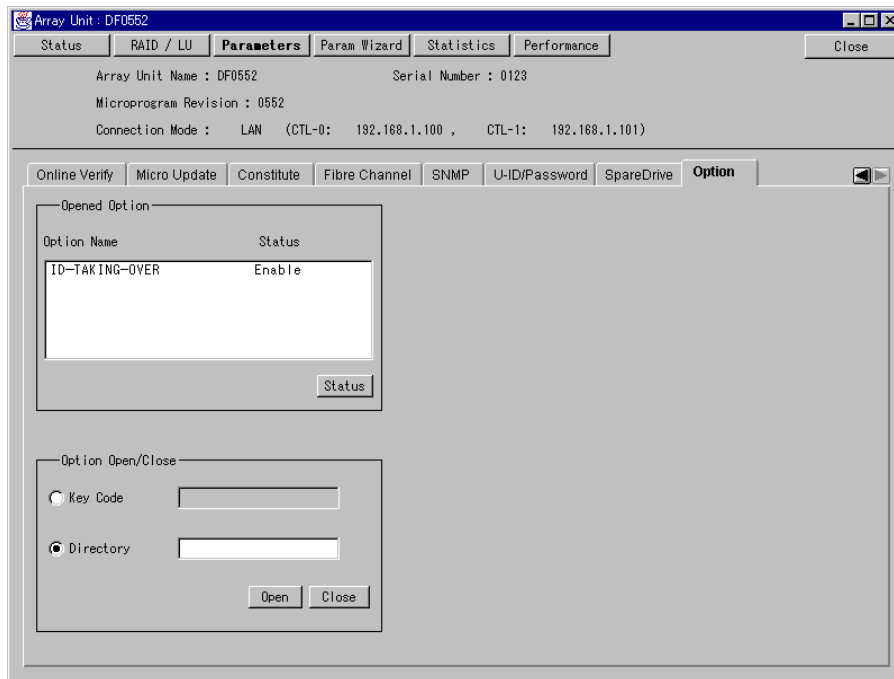 Array Unit : DF0552
Status RAID / LU Parameters Param Wizard Statistics Performance Close
Array Unit Name : DF0552 Serial Number : 0123
Microprogram Revision : 0552
Connection Mode : LAN (CTL-0: 192.168.1.100 , CTL-1: 192.168.1.101)
Online Verify Micro Update Constitute Fibre Channel SNMP U-ID/Password SpareDrive Option
Opened Option
Option Name Status
ID-TAKING-OVER Enable
Status
Option Open/Close
Key Code
Directory
Open Close